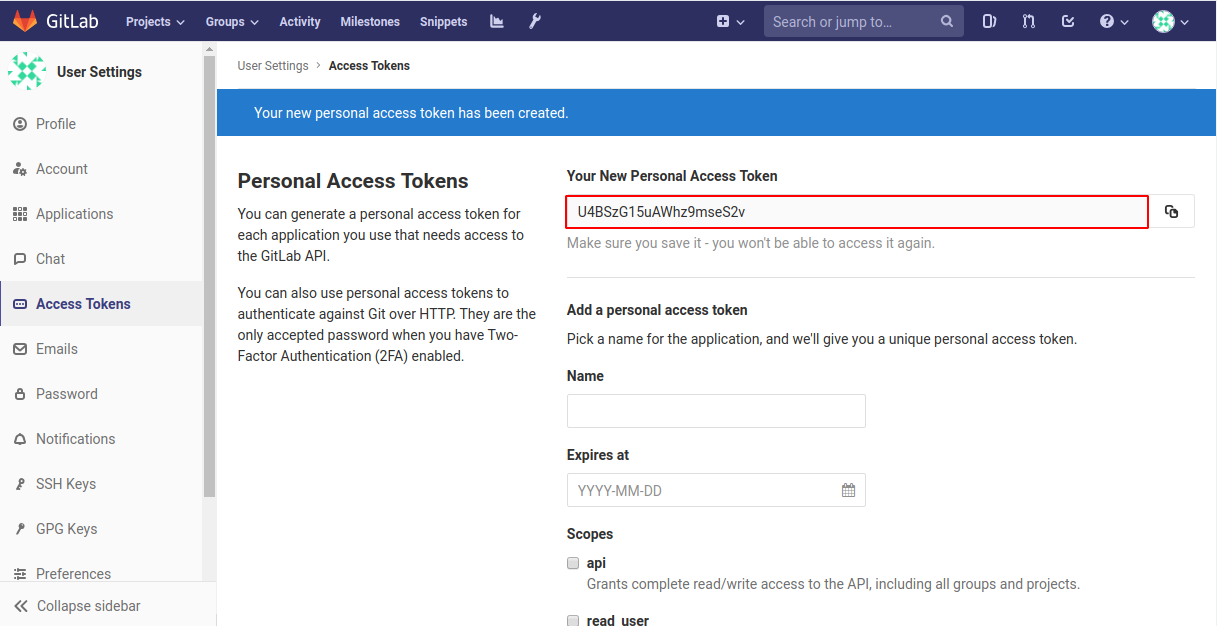 GitLab Projects Groups Activity Milestones Snippets Search or jump to...
User Settings
Profile
Account
Applications
Chat
Access Tokens
Emails
Password
Notifications
SSH Keys
GPG Keys
Preferences
Collapse sidebar
User Settings › Access Tokens
Your new personal access token has been created.
Personal Access Tokens
You can generate a personal access token for
each application you use that needs access to
the GitLab API.
You can also use personal access tokens to
authenticate against Git over HTTP. They are the
only accepted password when you have Two-
Factor Authentication (2FA) enabled.
Your New Personal Access Token
U4BSzG15uAWhz9mseS2v
Make sure you save it - you won't be able to access it again.
Add a personal access token
Pick a name for the application, and we'll give you a unique personal access token.
Name
Expires at
YYYY-MM-DD
Scopes
api
Grants complete read/write access to the API, including all groups and projects.
read_user